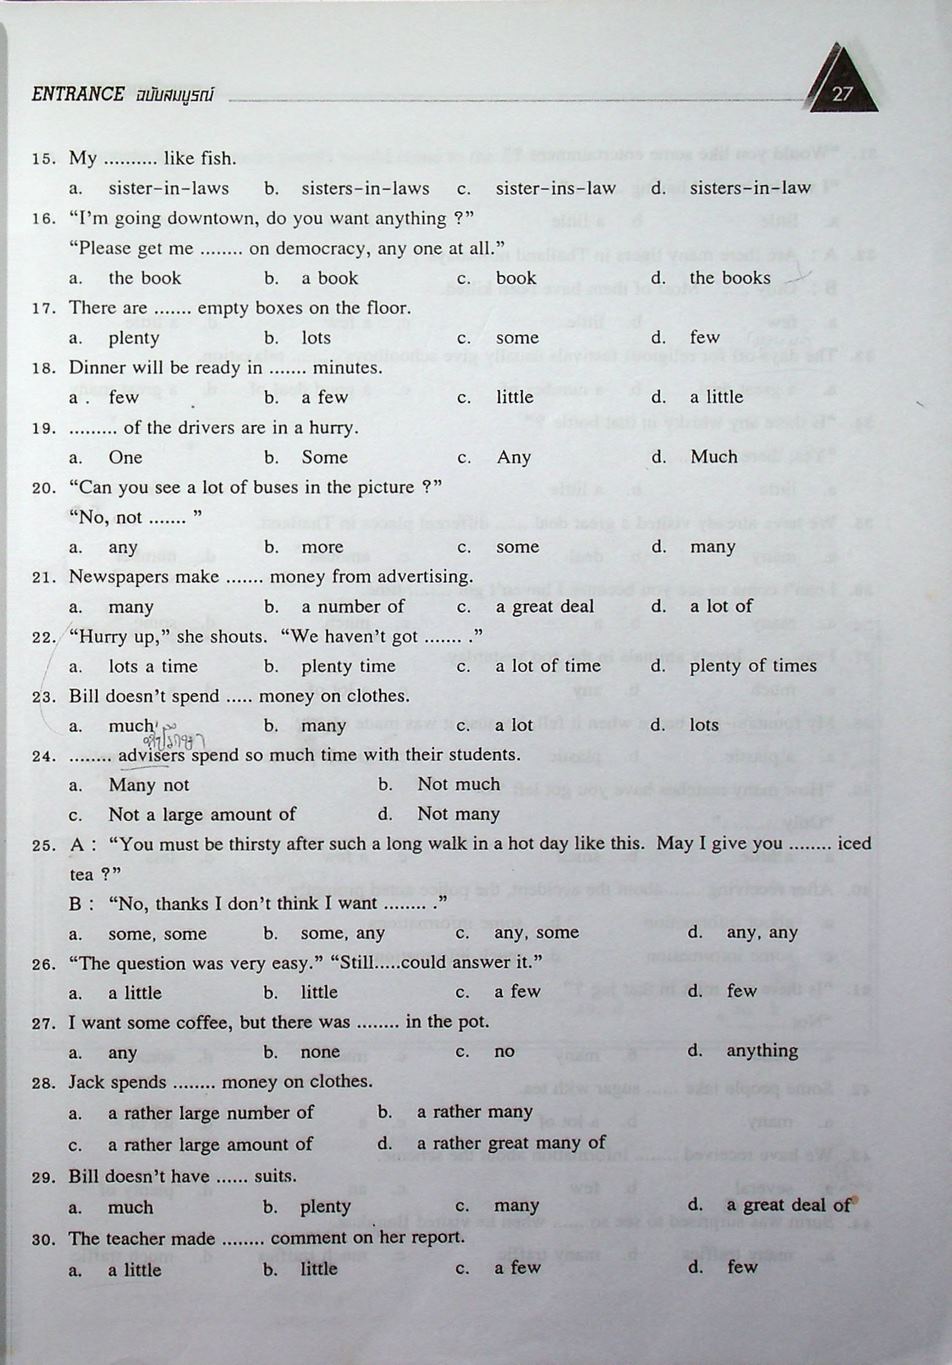 ENTRANCE ฉบับสมบูรณ์ 27
15. My .......... like fish.
a. sister-in-laws b. sisters-in-laws c. sister-ins-law d. sisters-in-law
16. “I’m going downtown, do you want anything ?”
“Please get me ........ on democracy, any one at all.”
a. the book b. a book c. book d. the books
17. There are ....... empty boxes on the floor.
a. plenty b. lots c. some d. few
18. Dinner will be ready in ....... minutes.
a . few b. a few c. little d. a little
19. ......... of the drivers are in a hurry.
a. One b. Some c. Any d. Much
20. “Can you see a lot of buses in the picture ?”
“No, not ....... ”
a. any b. more c. some d. many
21. Newspapers make ....... money from advertising.
a. many b. a number of c. a great deal d. a lot of
22. “Hurry up,” she shouts. “We haven’t got ....... .”
a. lots a time b. plenty time c. a lot of time d. plenty of times
23. Bill doesn’t spend ..... money on clothes.
a. much b. many c. a lot d. lots
24. ........ advisers spend so much time with their students.
a. Many not b. Not much
c. Not a large amount of d. Not many
25. A : “You must be thirsty after such a long walk in a hot day like this. May I give you ........ iced
tea ?”
B : “No, thanks I don’t think I want ........ .”
a. some, some b. some, any c. any, some d. any, any
26. “The question was very easy.” “Still.....could answer it.”
a. a little b. little c. a few d. few
27. I want some coffee, but there was ........ in the pot.
a. any b. none c. no d. anything
28. Jack spends ........ money on clothes.
a. a rather large number of b. a rather many
c. a rather large amount of d. a rather great many of
29. Bill doesn’t have ...... suits.
a. much b. plenty c. many d. a great deal of
30. The teacher made ........ comment on her report.
a. a little b. little c. a few d. few